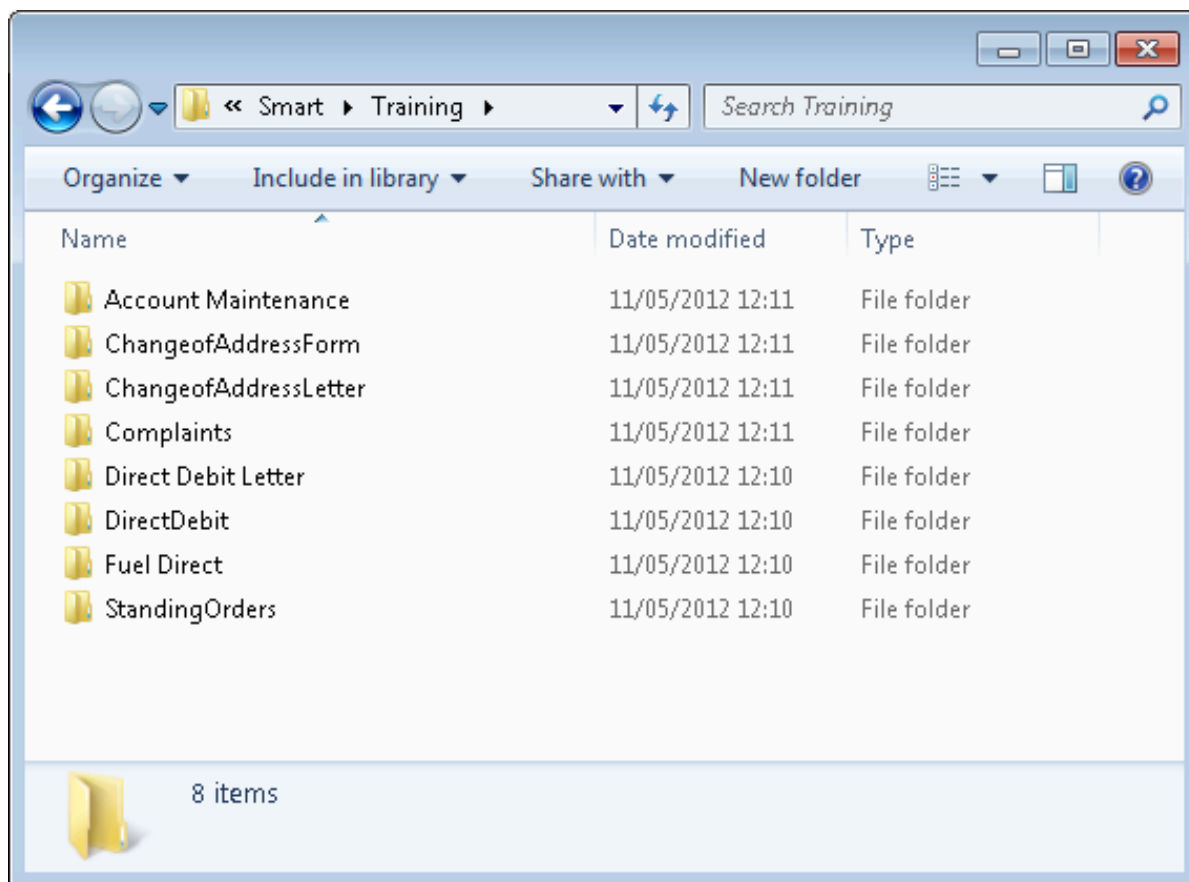 « Smart Training Search Training
Organize Include in library Share with New folder
Name Date modified Type
Account Maintenance 11/05/2012 12:11 File folder
ChangeofAddressForm 11/05/2012 12:11 File folder
ChangeofAddressLetter 11/05/2012 12:11 File folder
Complaints 11/05/2012 12:11 File folder
Direct Debit Letter 11/05/2012 12:10 File folder
DirectDebit 11/05/2012 12:10 File folder
Fuel Direct 11/05/2012 12:10 File folder
StandingOrders 11/05/2012 12:10 File folder
8 items